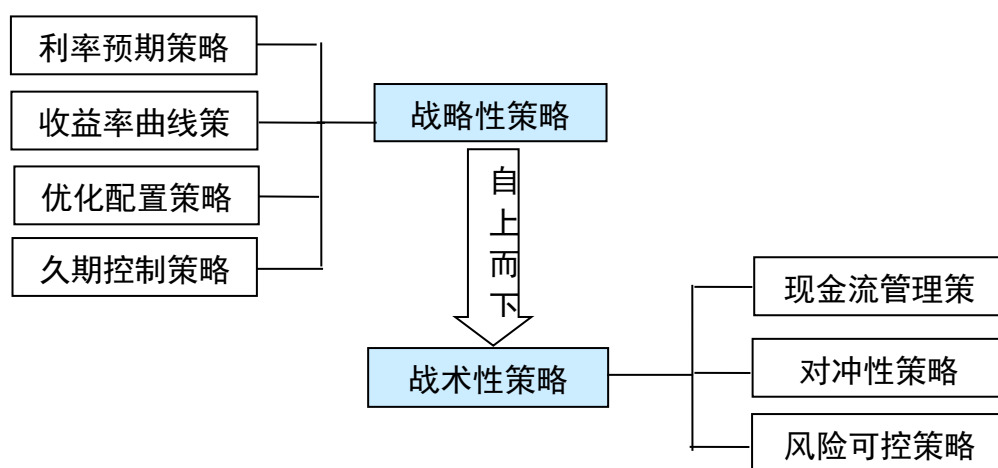 利率预期策略
收益率曲线策
优化配置策略
久期控制策略
战略性策略
自
上
而
下
战术性策略
现金流管理策
对冲性策略
风险可控策略